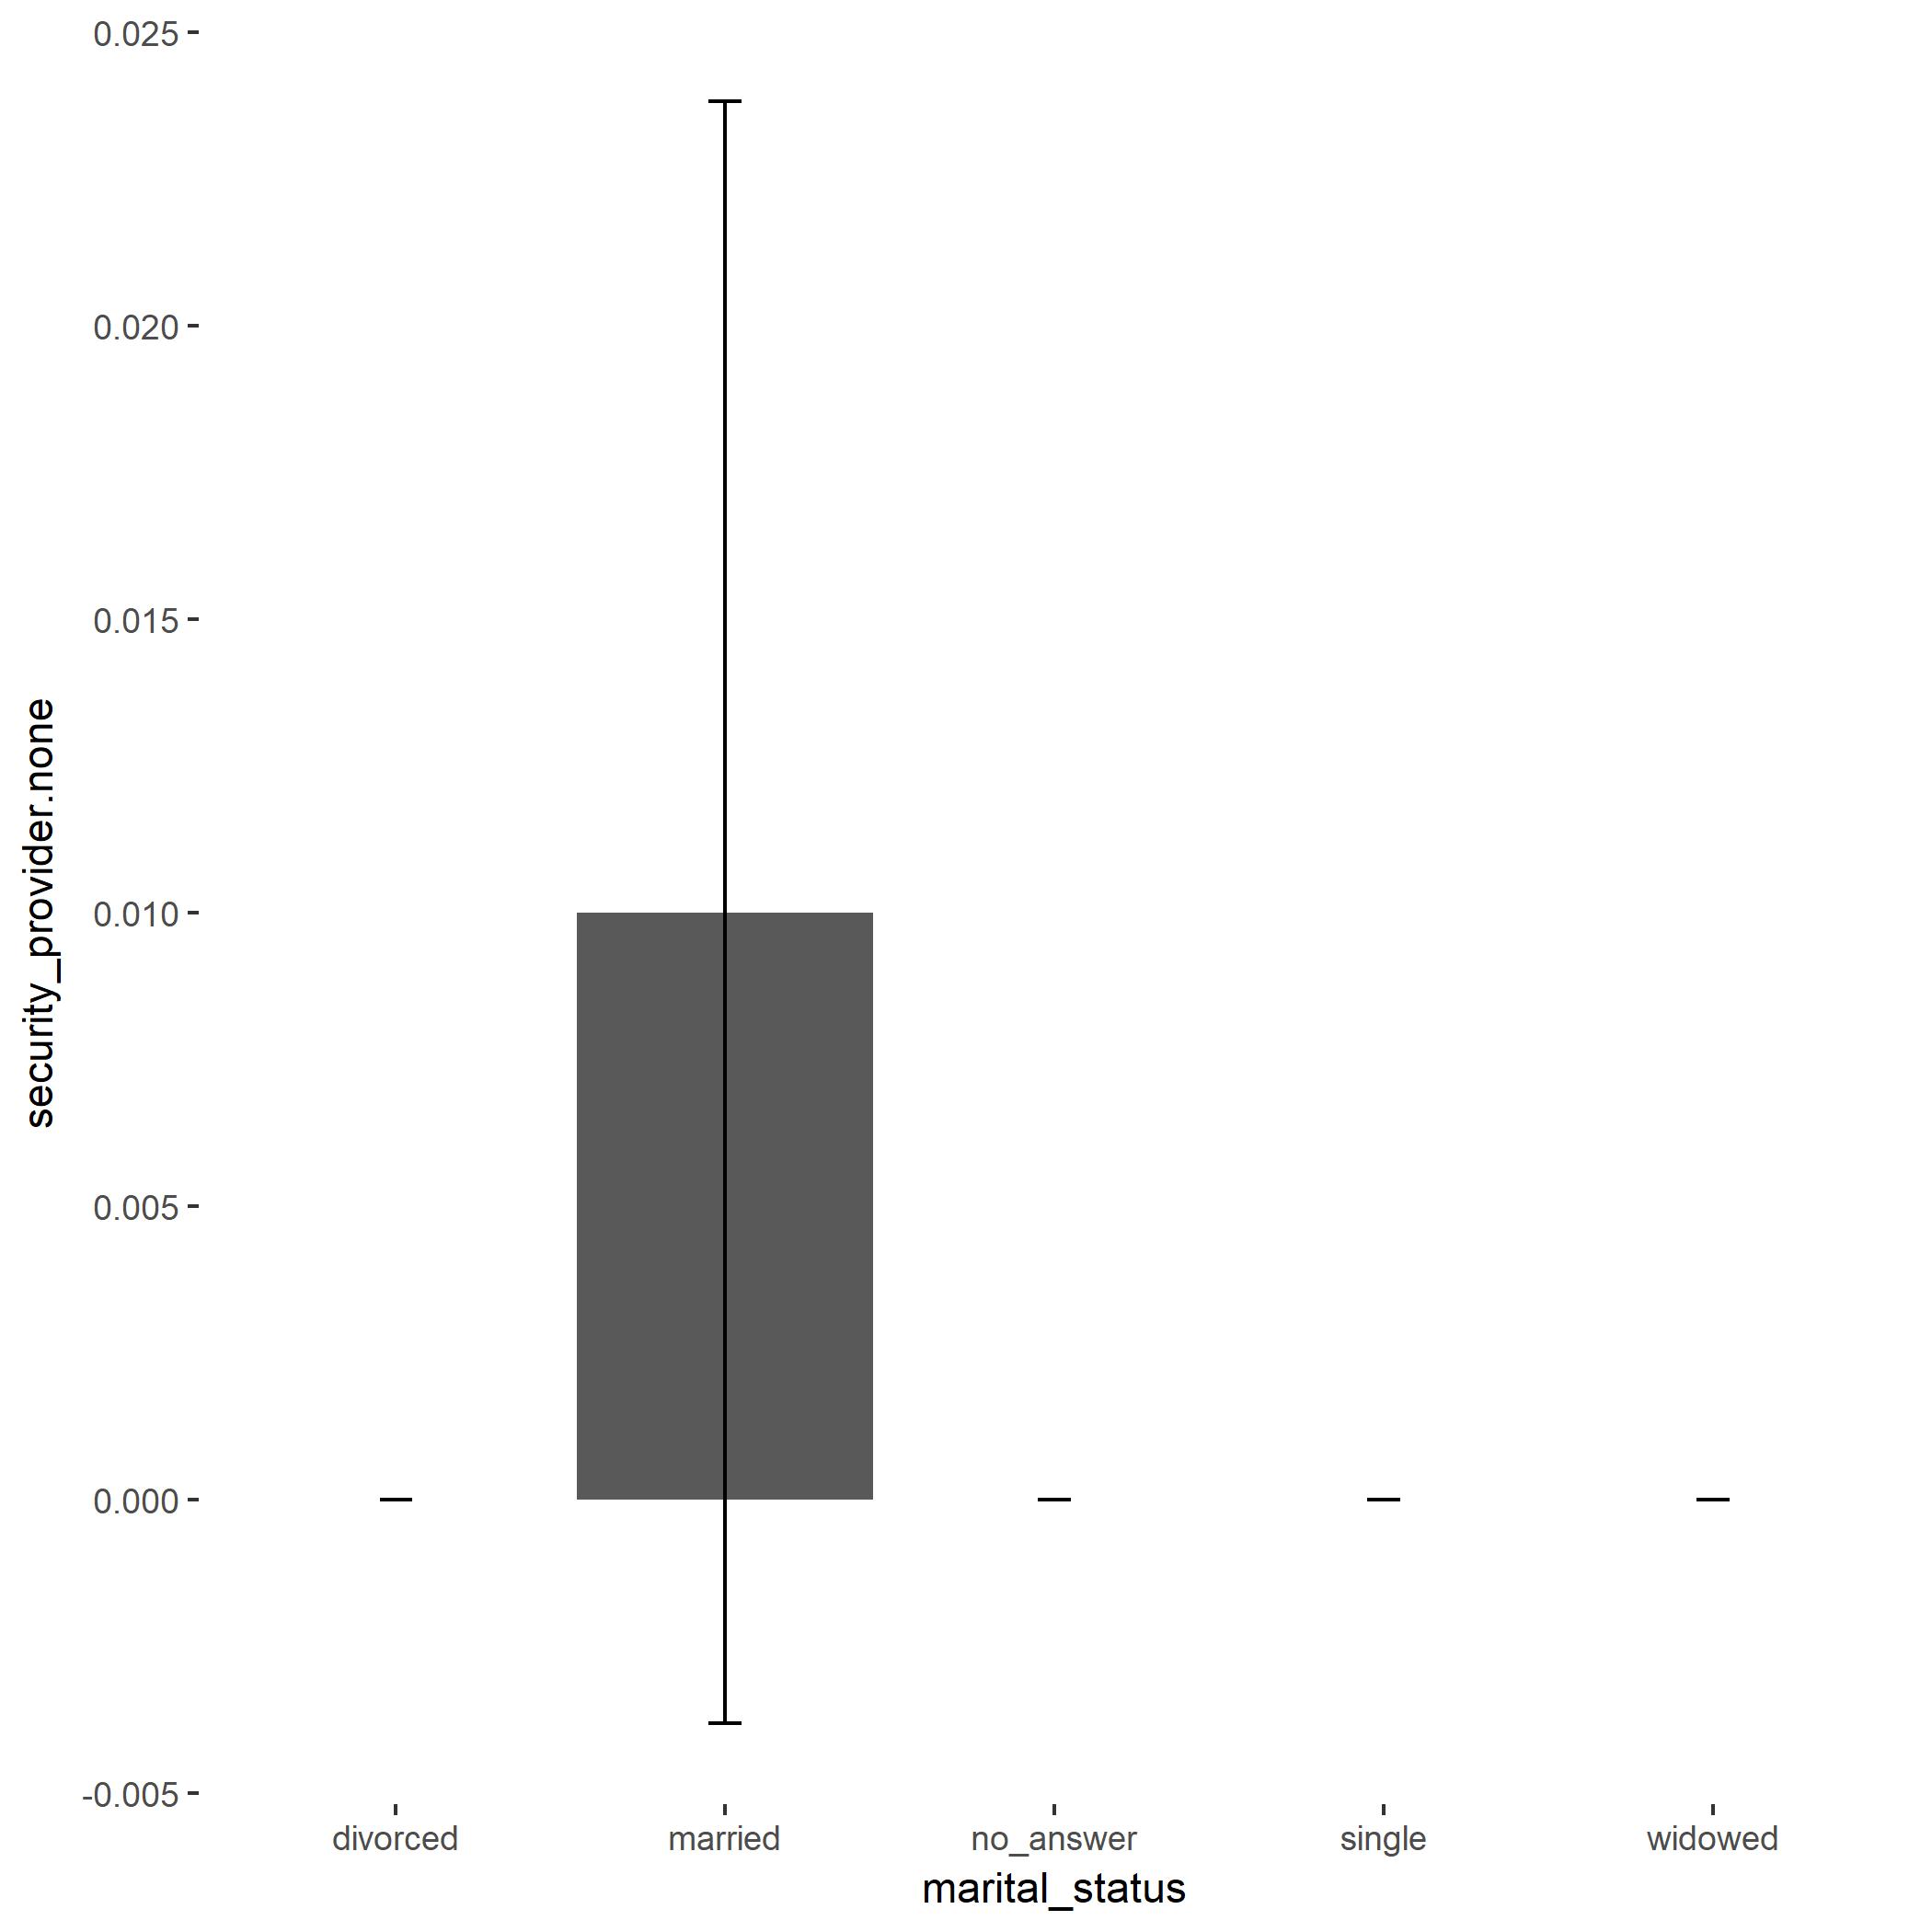 0.025
0.020
0.015
0.010
0.005
0.000
-0.005
security_provider.none
divorced
married
no_answer
single
widowed
marital_status